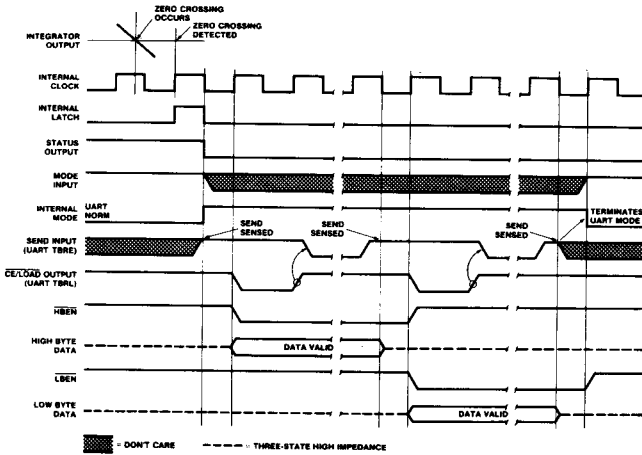 ZERO CROSSING
OCCURS
ZERO CROSSING
DETECTED
INTEGRATOR
OUTPUT
INTERNAL
CLOCK
INTERNAL
LATCH
STATUS
OUTPUT
MODE
INPUT
INTERNAL
MODE
UART
NORM
TERMINATES
UART MODE
SEND
SENSED
SEND
SENSED
SEND
SENSED
SEND INPUT
(UART TBRE)
CE/LOAD OUTPUT
(UART TBRL)
HBEN
HIGH BYTE
DATA
DATA VALID
LBEN
LOW BYTE
DATA
DATA VALID
= DON'T CARE
= THREE-STATE HIGH IMPEDANCE